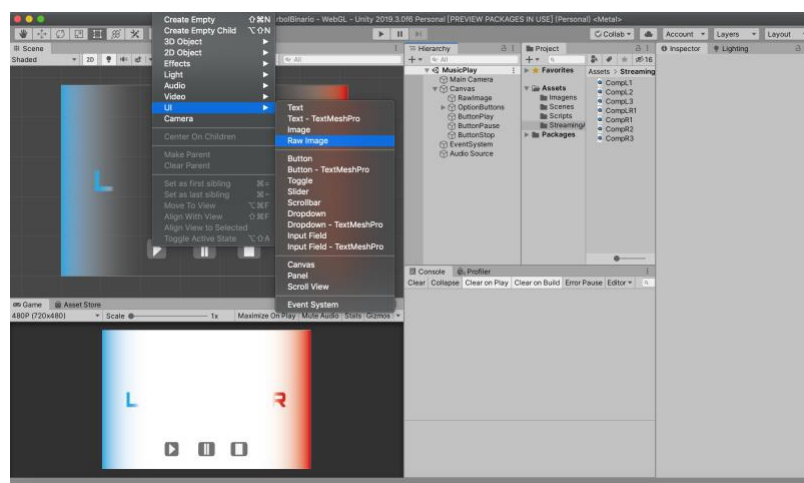 rbolBinario - WebGL - Unity 2019.3.0f6 Personal [PREVIEW PACKAGES IN USE] (Personal) <Metal>
Collab
Account
Layers
Layout
Scene
Shaded
2D
All
Create Empty ⇧⌘N
Create Empty Child ⌥⇧N
3D Object
2D Object
Effects
Light
Audio
Video
UI
Camera
Center On Children
Make Parent
Clear Parent
Set as first sibling ⌘=
Set as last sibling ⌘-
Move To View ⌥⌘F
Align With View ⇧⌘F
Align View to Selected
Toggle Active State ⌥⇧A
Text
Text - TextMeshPro
Image
Raw Image
Button
Button - TextMeshPro
Toggle
Slider
Scrollbar
Dropdown
Dropdown - TextMeshPro
Input Field
Input Field - TextMeshPro
Canvas
Panel
Scroll View
Event System
L
Hierarchy
All
MusicPlay
Main Camera
Canvas
RawImage
OptionButtons
ButtonPlay
ButtonPause
ButtonStop
EventSystem
Audio Source
Project
16
Favorites
Assets
Imagens
Scenes
Scripts
Streaming
Packages
Assets > Streaming
CompL1
CompL2
CompL3
CompLR1
CompR1
CompR2
CompR3
Inspector
Lighting
Console
Profiler
Clear Collapse Clear on Play Clear on Build Error Pause Editor
Game
Asset Store
480P (720x480)
Scale
1x
Maximize On Play Mute Audio Stats Gizmos
L
R